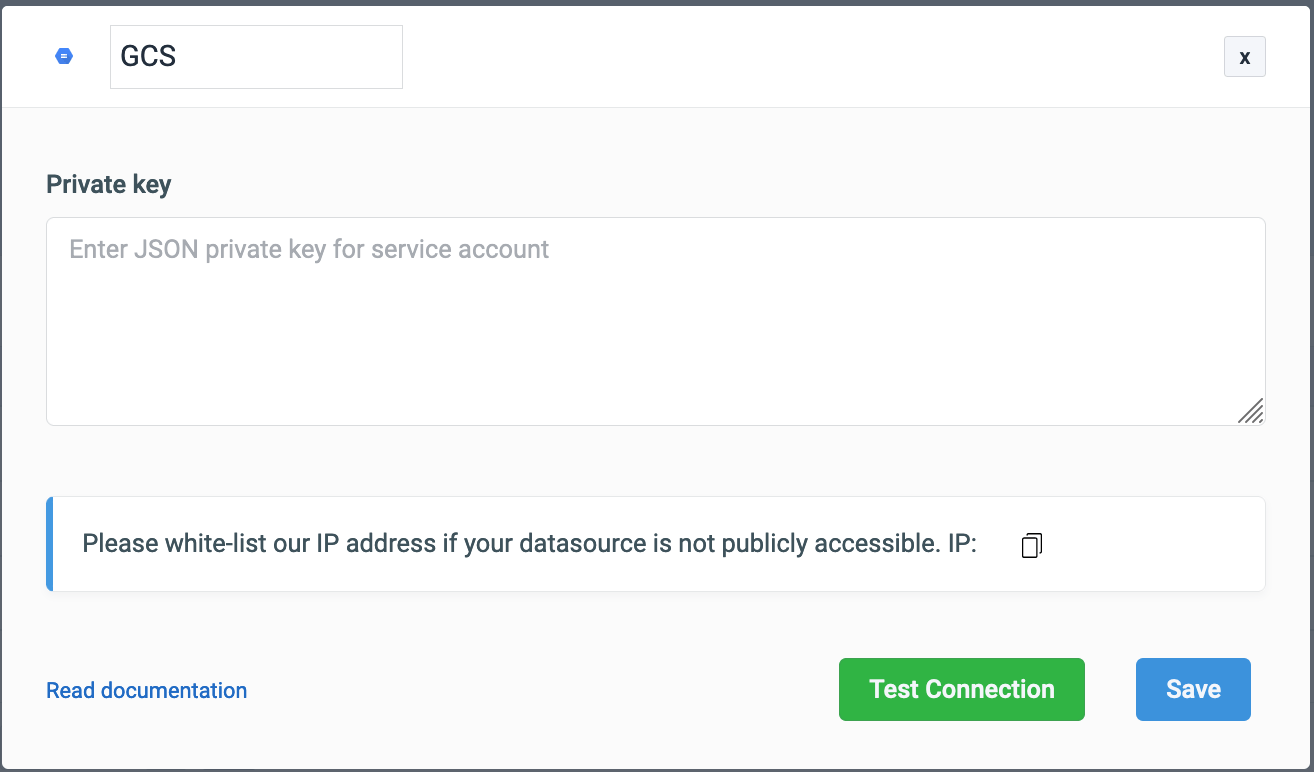 GCS
x
Private key
Enter JSON private key for service account
Please white-list our IP address if your datasource is not publicly accessible. IP:
Read documentation
Test Connection
Save